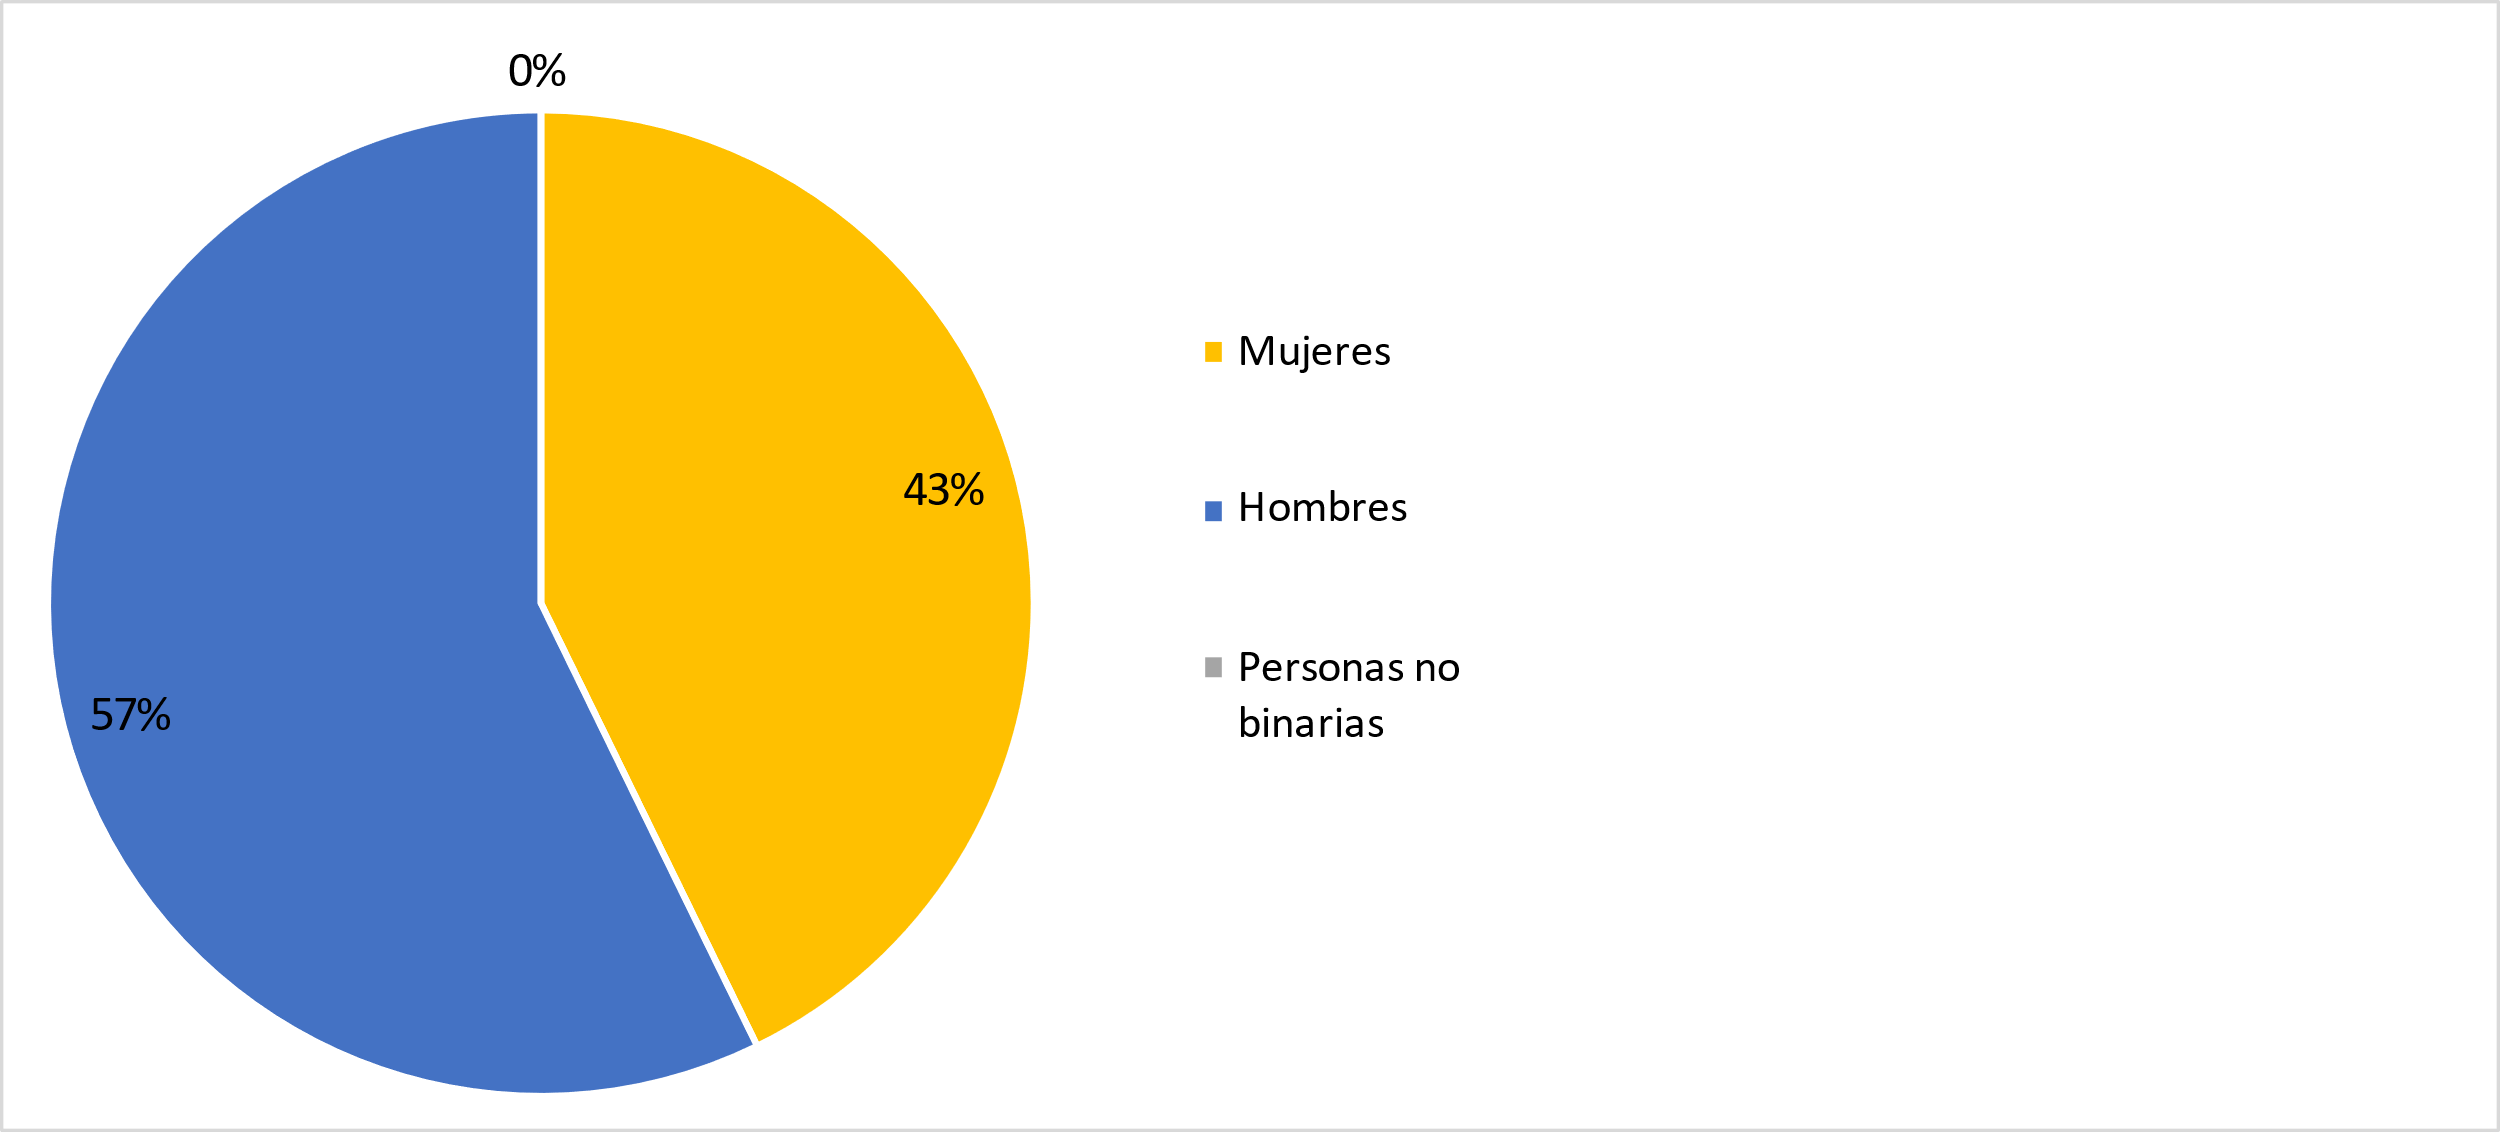 0%
43%
57%
Mujeres
Hombres
Personas no
binarias